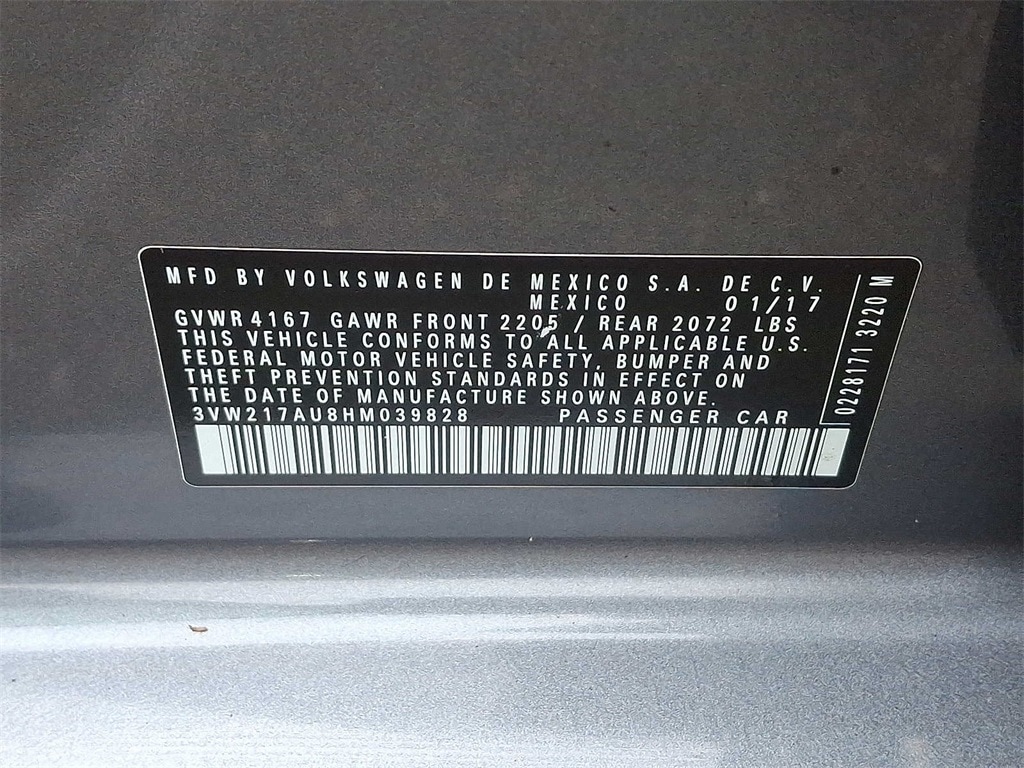 MFD BY VOLKSWAGEN DE MEXICO S.A. DE C.V.
MEXICO 01/17
GVWR 4167 GAWR FRONT 2205 / REAR 2072 LBS
THIS VEHICLE CONFORMS TO ALL APPLICABLE U.S.
FEDERAL MOTOR VEHICLE SAFETY, BUMPER AND
THEFT PREVENTION STANDARDS IN EFFECT ON
THE DATE OF MANUFACTURE SHOWN ABOVE.
3VW217AU8HM039828 PASSENGER CAR
0228171 3220 M